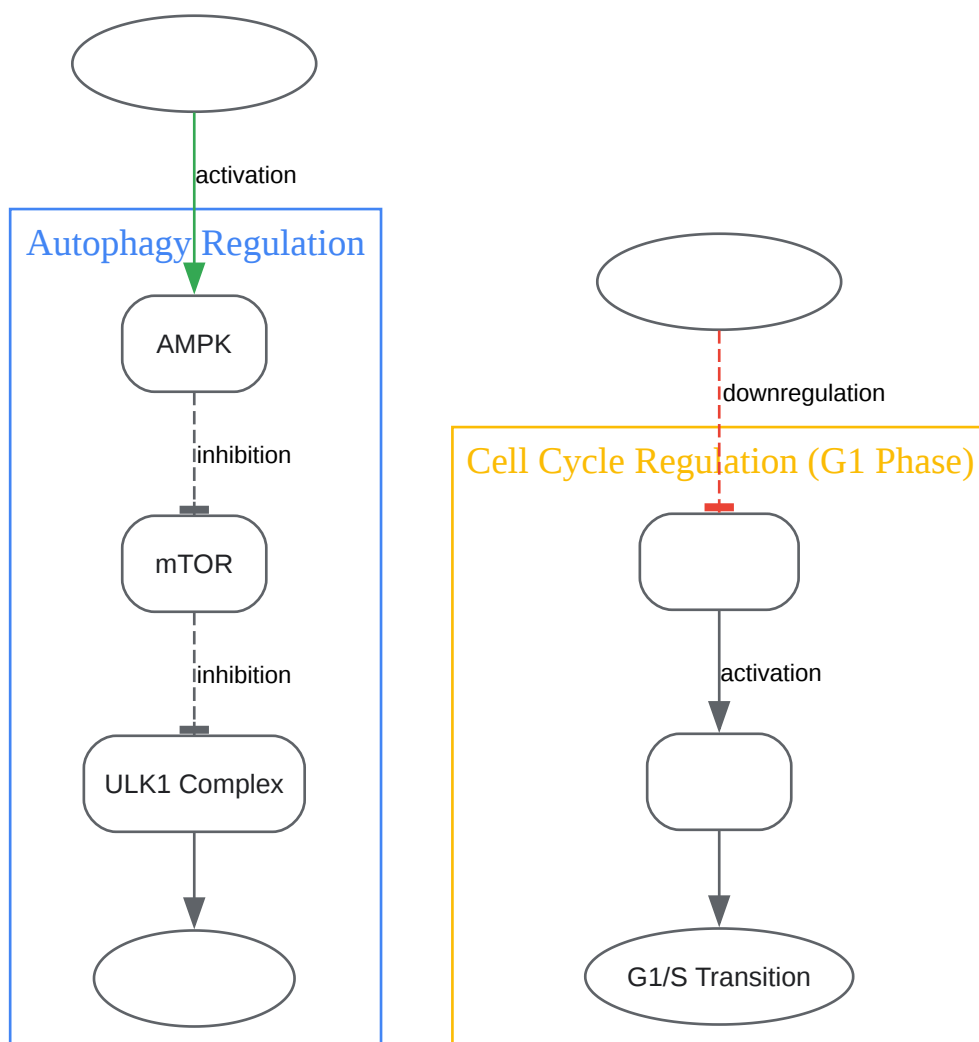 activation
Autophagy Regulation
AMPK
inhibition
mTOR
inhibition
ULK1 Complex
downregulation
Cell Cycle Regulation (G1 Phase)
activation
G1/S Transition